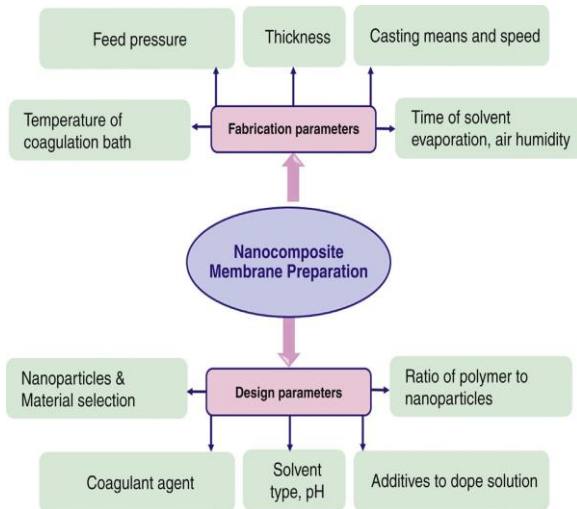 Feed pressure
Thickness
Casting means and speed
Temperature of
coagulation bath
Fabrication parameters
Time of solvent
evaporation, air humidity
Nanocomposite
Membrane Preparation
Nanoparticles &
Material selection
Design parameters
Ratio of polymer to
nanoparticles
Coagulant agent
Solvent
type, pH
Additives to dope solution